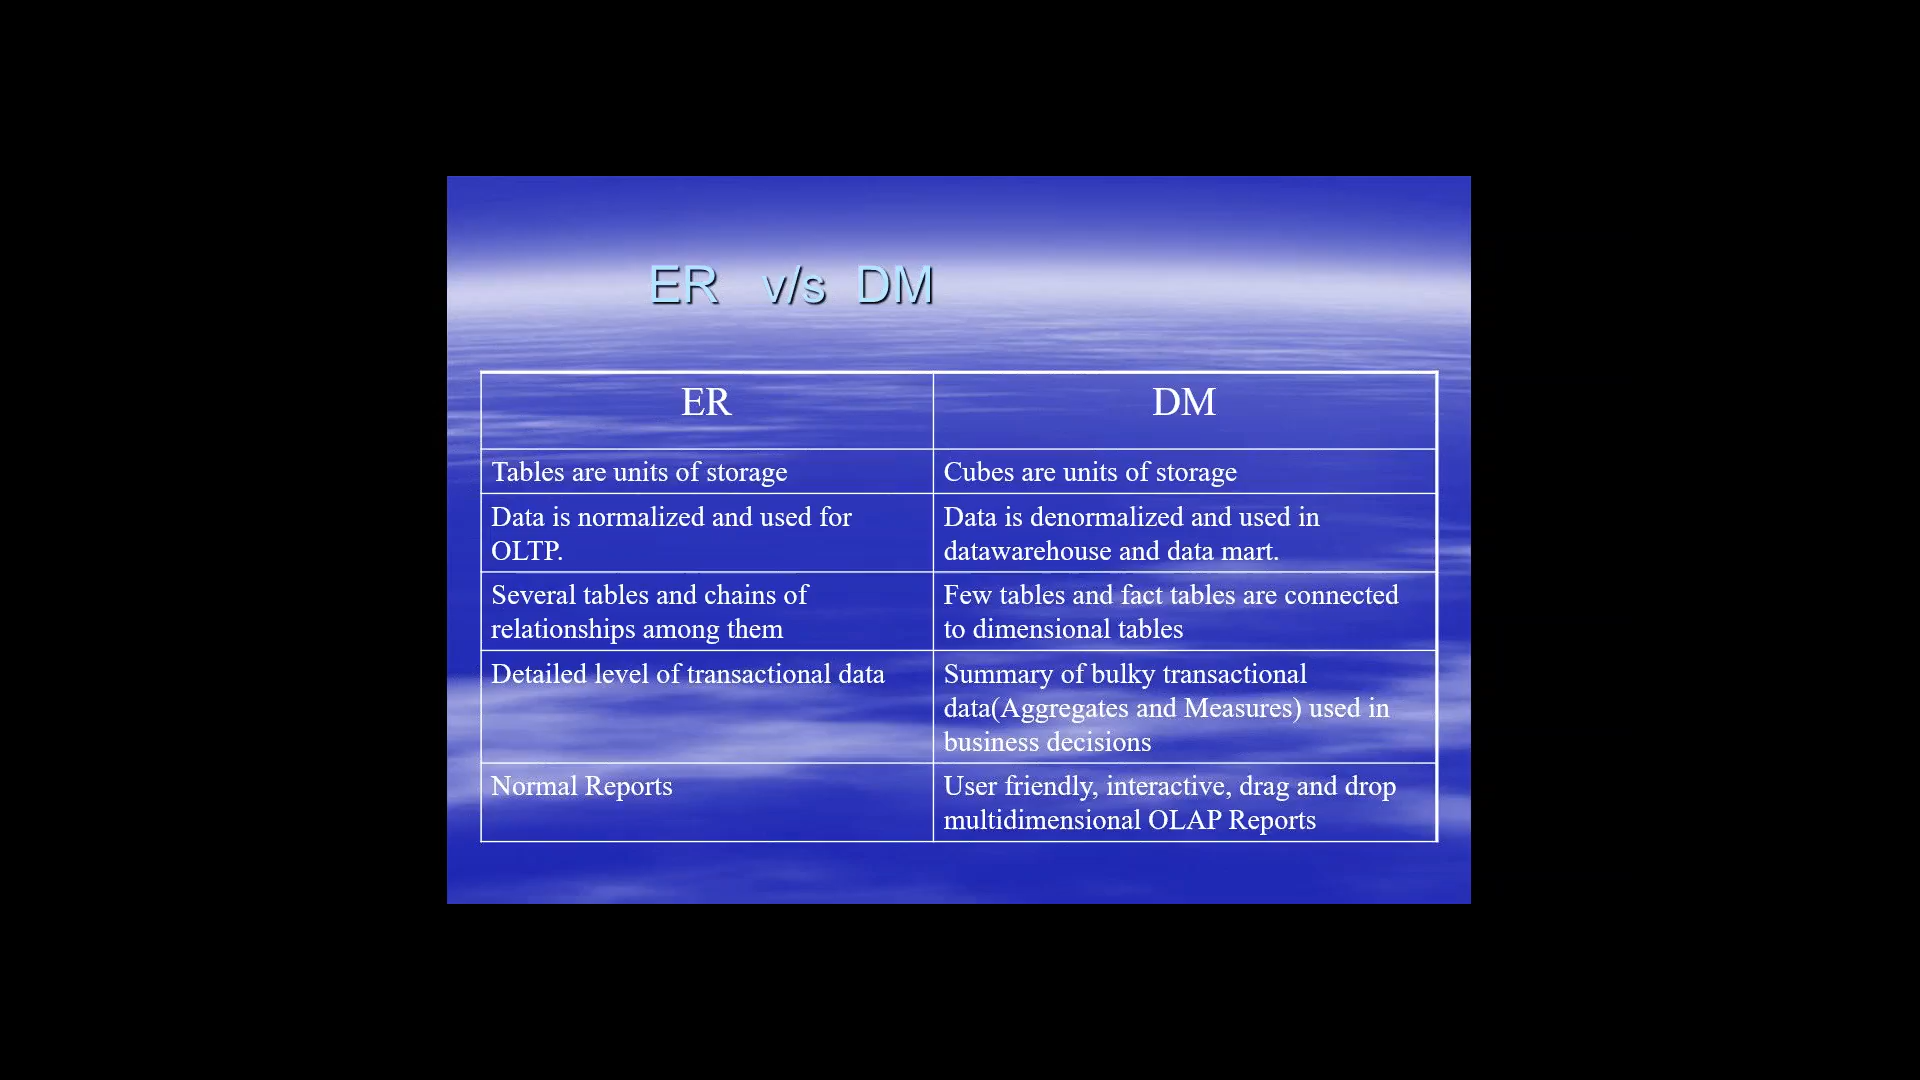 ER v/s DM
ER
DM
Tables are units of storage
Cubes are units of storage
Data is normalized and used for
OLTP.
Data is denormalized and used in
datawarehouse and data mart.
Several tables and chains of
relationships among them
Few tables and fact tables are connected
to dimensional tables
Detailed level of transactional data
Summary of bulky transactional
data(Aggregates and Measures) used in
business decisions
Normal Reports
User friendly, interactive, drag and drop
multidimensional OLAP Reports